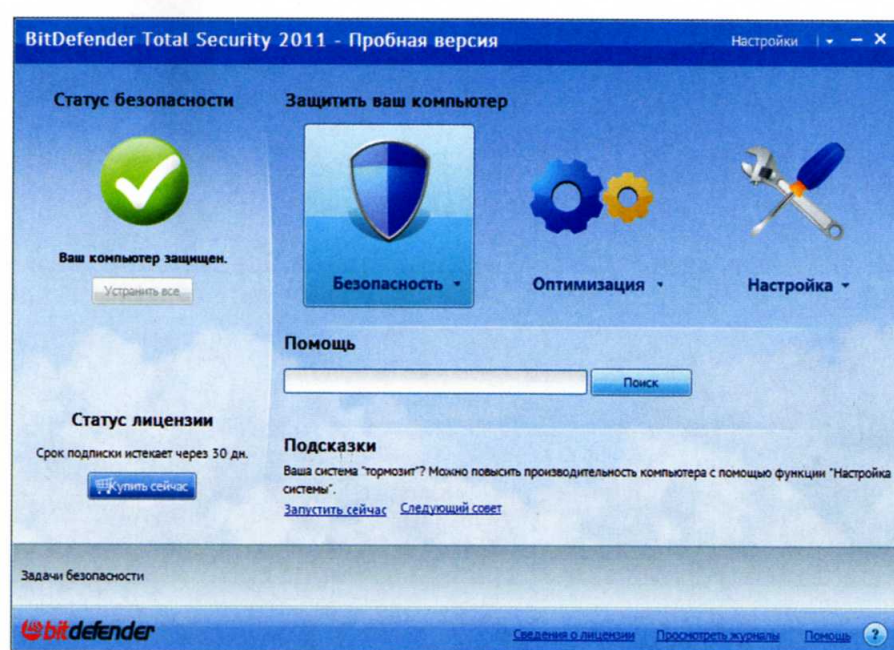 BitDefender Total Security 2011 - Пробная версия
Настройки
Статус безопасности
Ваш компьютер защищен.
Устранить все
Статус лицензии
Срок подписки истекает через 30 дн.
Купить сейчас
Защитить ваш компьютер
Безопасность
Оптимизация
Настройка
Помощь
Поиск
Подсказки
Ваша система "тормозит"? Можно повысить производительность компьютера с помощью функции "Настройка
системы".
Запустить сейчас Следующий совет
Задачи безопасности
bitdefender
Сведения о лицензии Просмотреть журналы Помощь ?